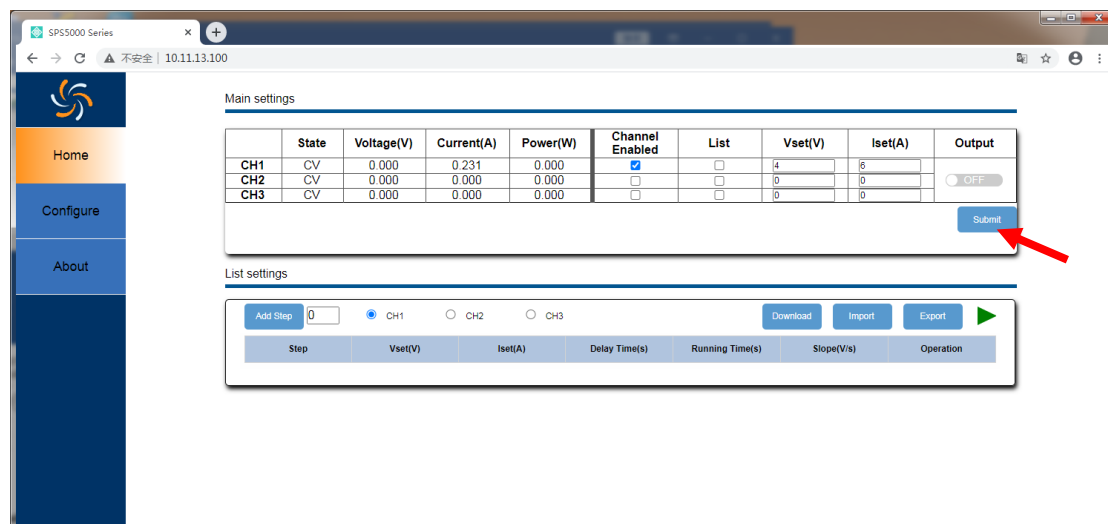 SPS5000 Series
不安全 | 10.11.13.100
Home
Configure
About
Main settings
State Voltage(V) Current(A) Power(W) Channel Enabled List Vset(V) Iset(A) Output
CH1 CV 0.000 0.231 0.000 4 6
CH2 CV 0.000 0.000 0.000 0 0 OFF
CH3 CV 0.000 0.000 0.000 0 0
Submit
List settings
Add Step 0 CH1 CH2 CH3 Download Import Export
Step Vset(V) Iset(A) Delay Time(s) Running Time(s) Slope(V/s) Operation